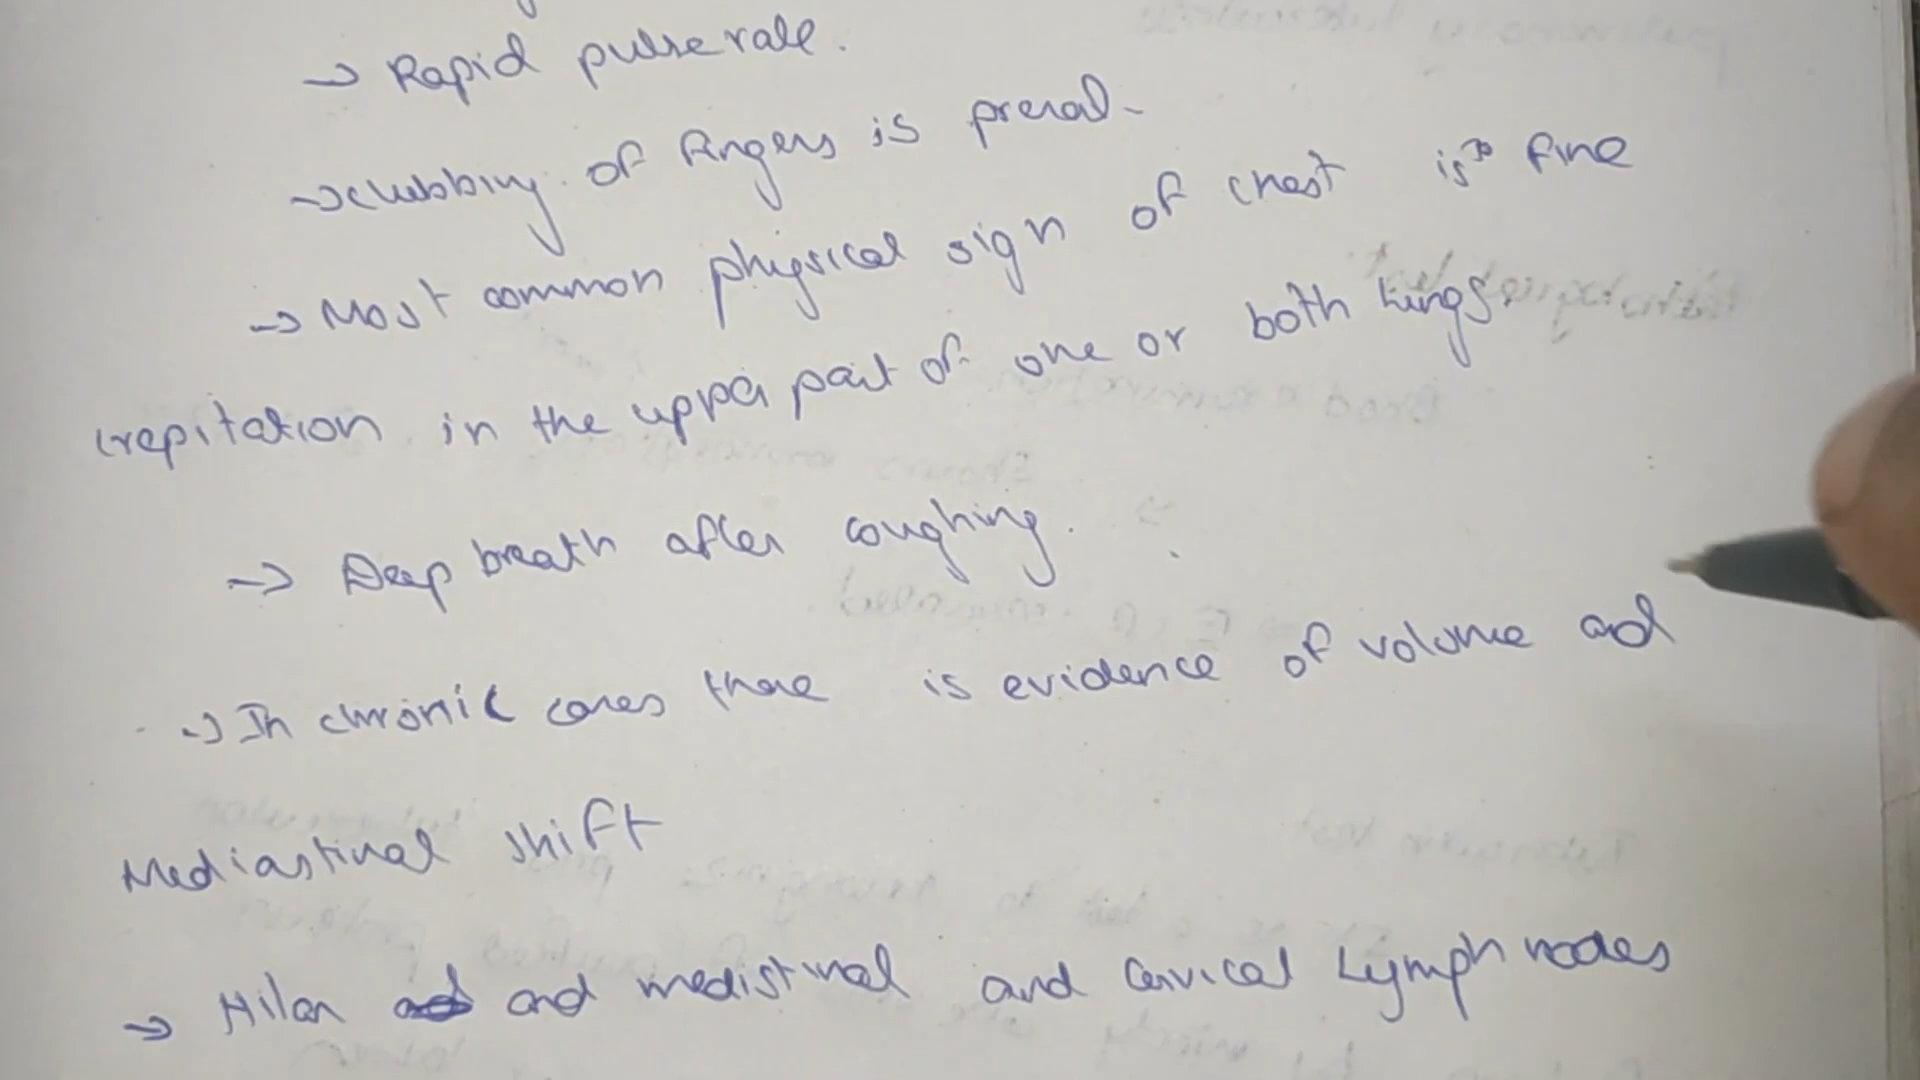 → Rapid pulse rate.
→ clubbing of fingers is
→ Most common physical sign of chest is fine
crepitation in the upper part of one or both lungs.
→ Deep breath after coughing.
→ In chronic cases there is evidence of volume and
Mediastinal shift
→ Hilar and medistinal and Cervical Lymph nodes